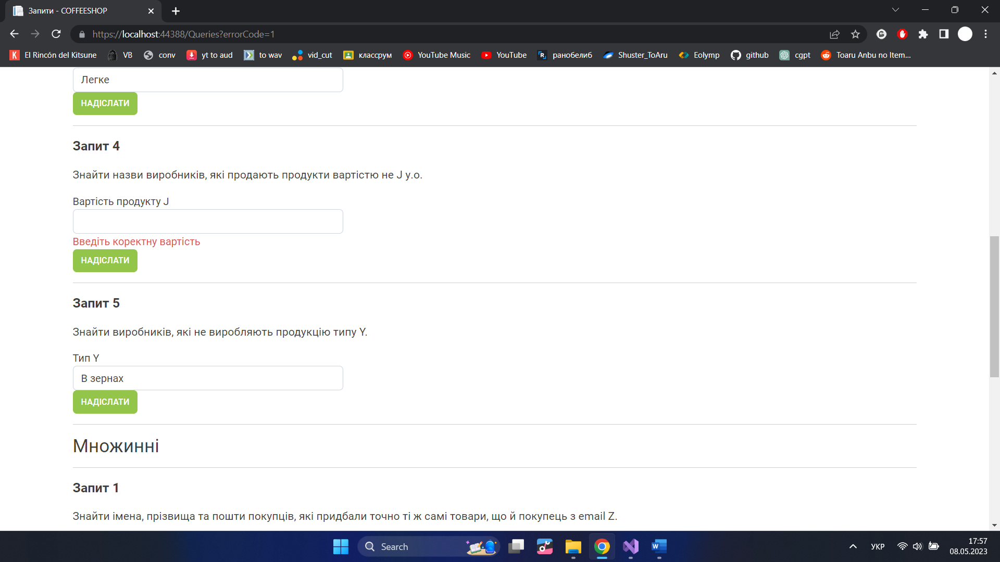 Запити - COFFEESHOP
https://localhost:44388/Queries?errorCode=1
El Rincón del Kitsune VB conv yt to aud to wav vid_cut классрум YouTube Music YouTube ранобелиб Shuster_ToAru Eolymp github cgpt Toaru Anbu no Item...
Легке
НАДІСЛАТИ
Запит 4
Знайти назви виробників, які продають продукти вартістю не J у.о.
Вартість продукту J
Введіть коректну вартість
НАДІСЛАТИ
Запит 5
Знайти виробників, які не виробляють продукцію типу Y.
Тип Y
В зернах
НАДІСЛАТИ
Множинні
Запит 1
Знайти імена, прізвища та пошти покупців, які придбали точно ті ж самі товари, що й покупець з email Z.
Search
УКР
17:57
08.05.2023